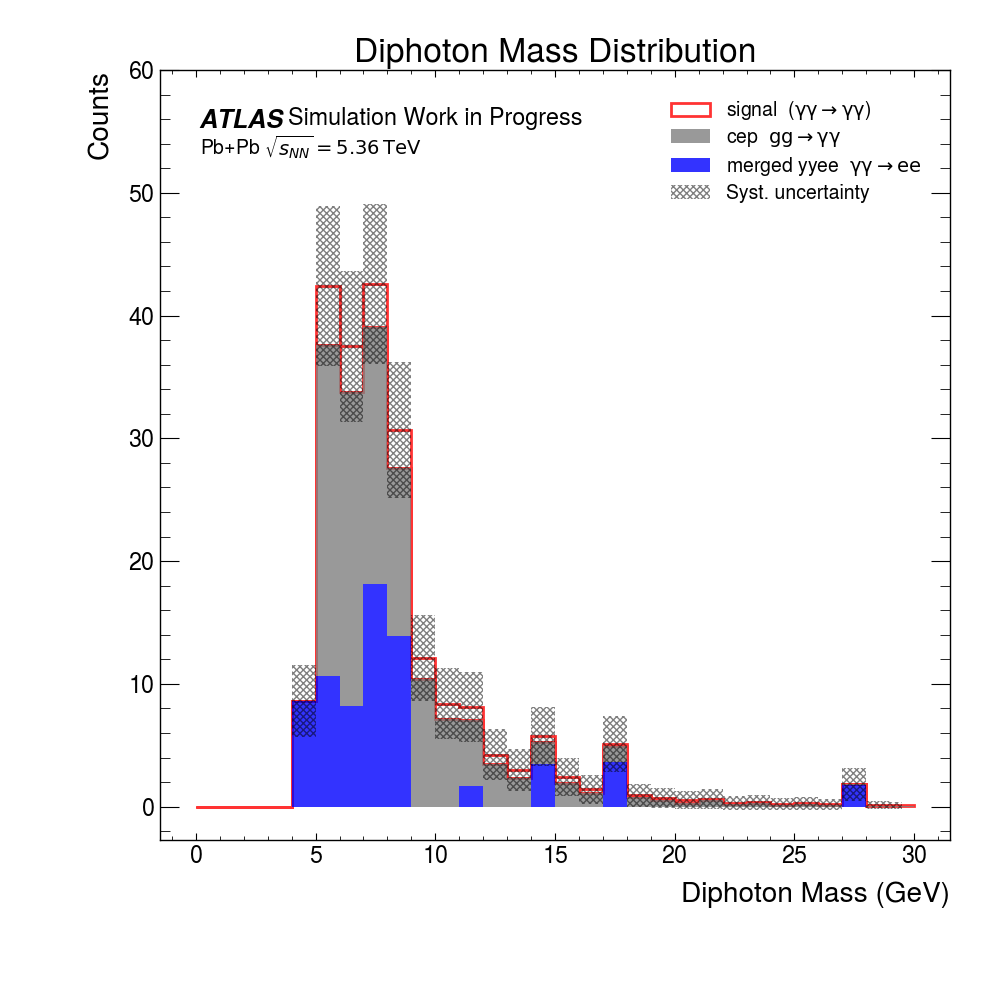 Diphoton Mass Distribution
Counts
60
50
40
30
20
10
0
ATLAS Simulation Work in Progress
Pb+Pb √sNN = 5.36 TeV
signal (γγ→γγ)
cep gg→γγ
merged yyee γγ→ee
Syst. uncertainty
0 5 10 15 20 25 30
Diphoton Mass (GeV)